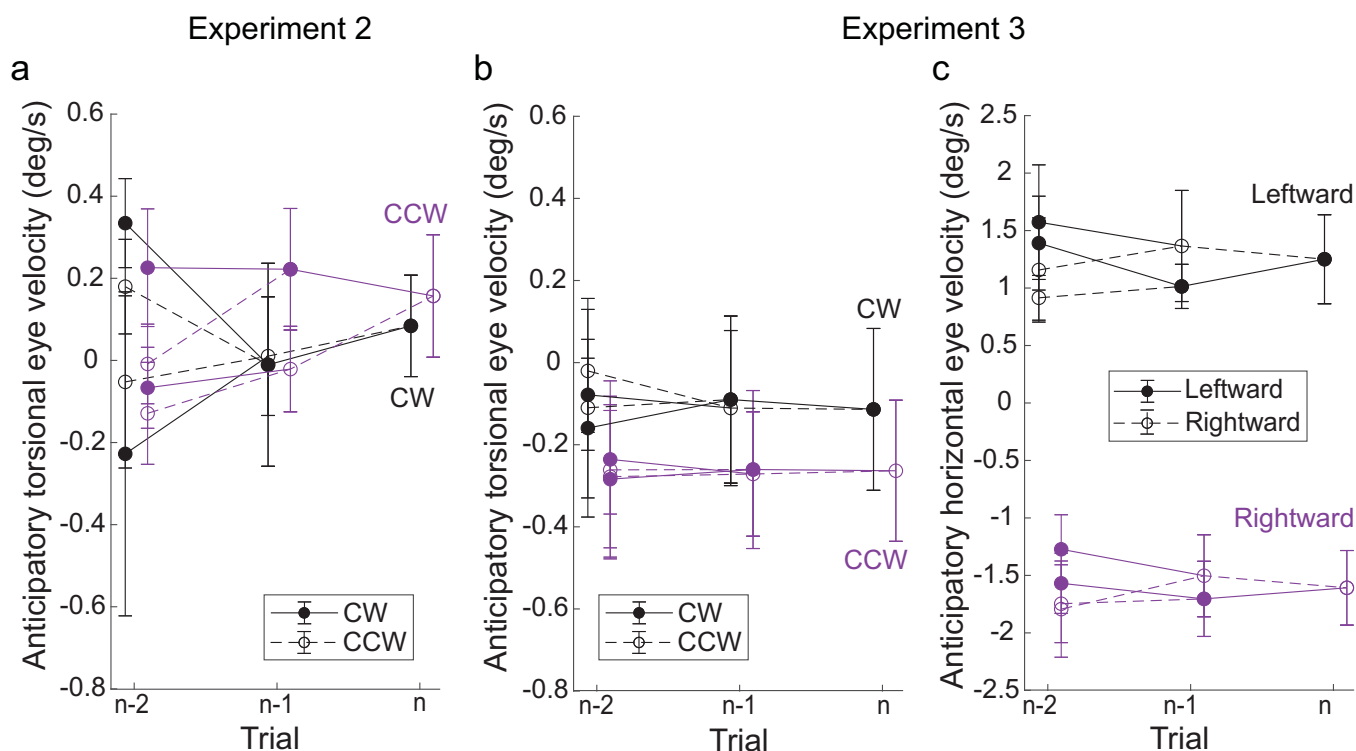 Experiment 2
Experiment 3
a
Anticipatory torsional eye velocity (deg/s)
0.6
0.4
0.2
0
-0.2
-0.4
-0.6
-0.8
CCW
CW
CW
CCW
n-2
n-1
n
Trial
b
Anticipatory torsional eye velocity (deg/s)
0.6
0.4
0.2
0
-0.2
-0.4
-0.6
-0.8
CW
CCW
CW
CCW
n-2
n-1
n
Trial
c
Anticipatory horizontal eye velocity (deg/s)
2.5
2
1.5
1
0.5
0
-0.5
-1
-1.5
-2
-2.5
Leftward
Leftward
Rightward
Rightward
n-2
n-1
n
Trial